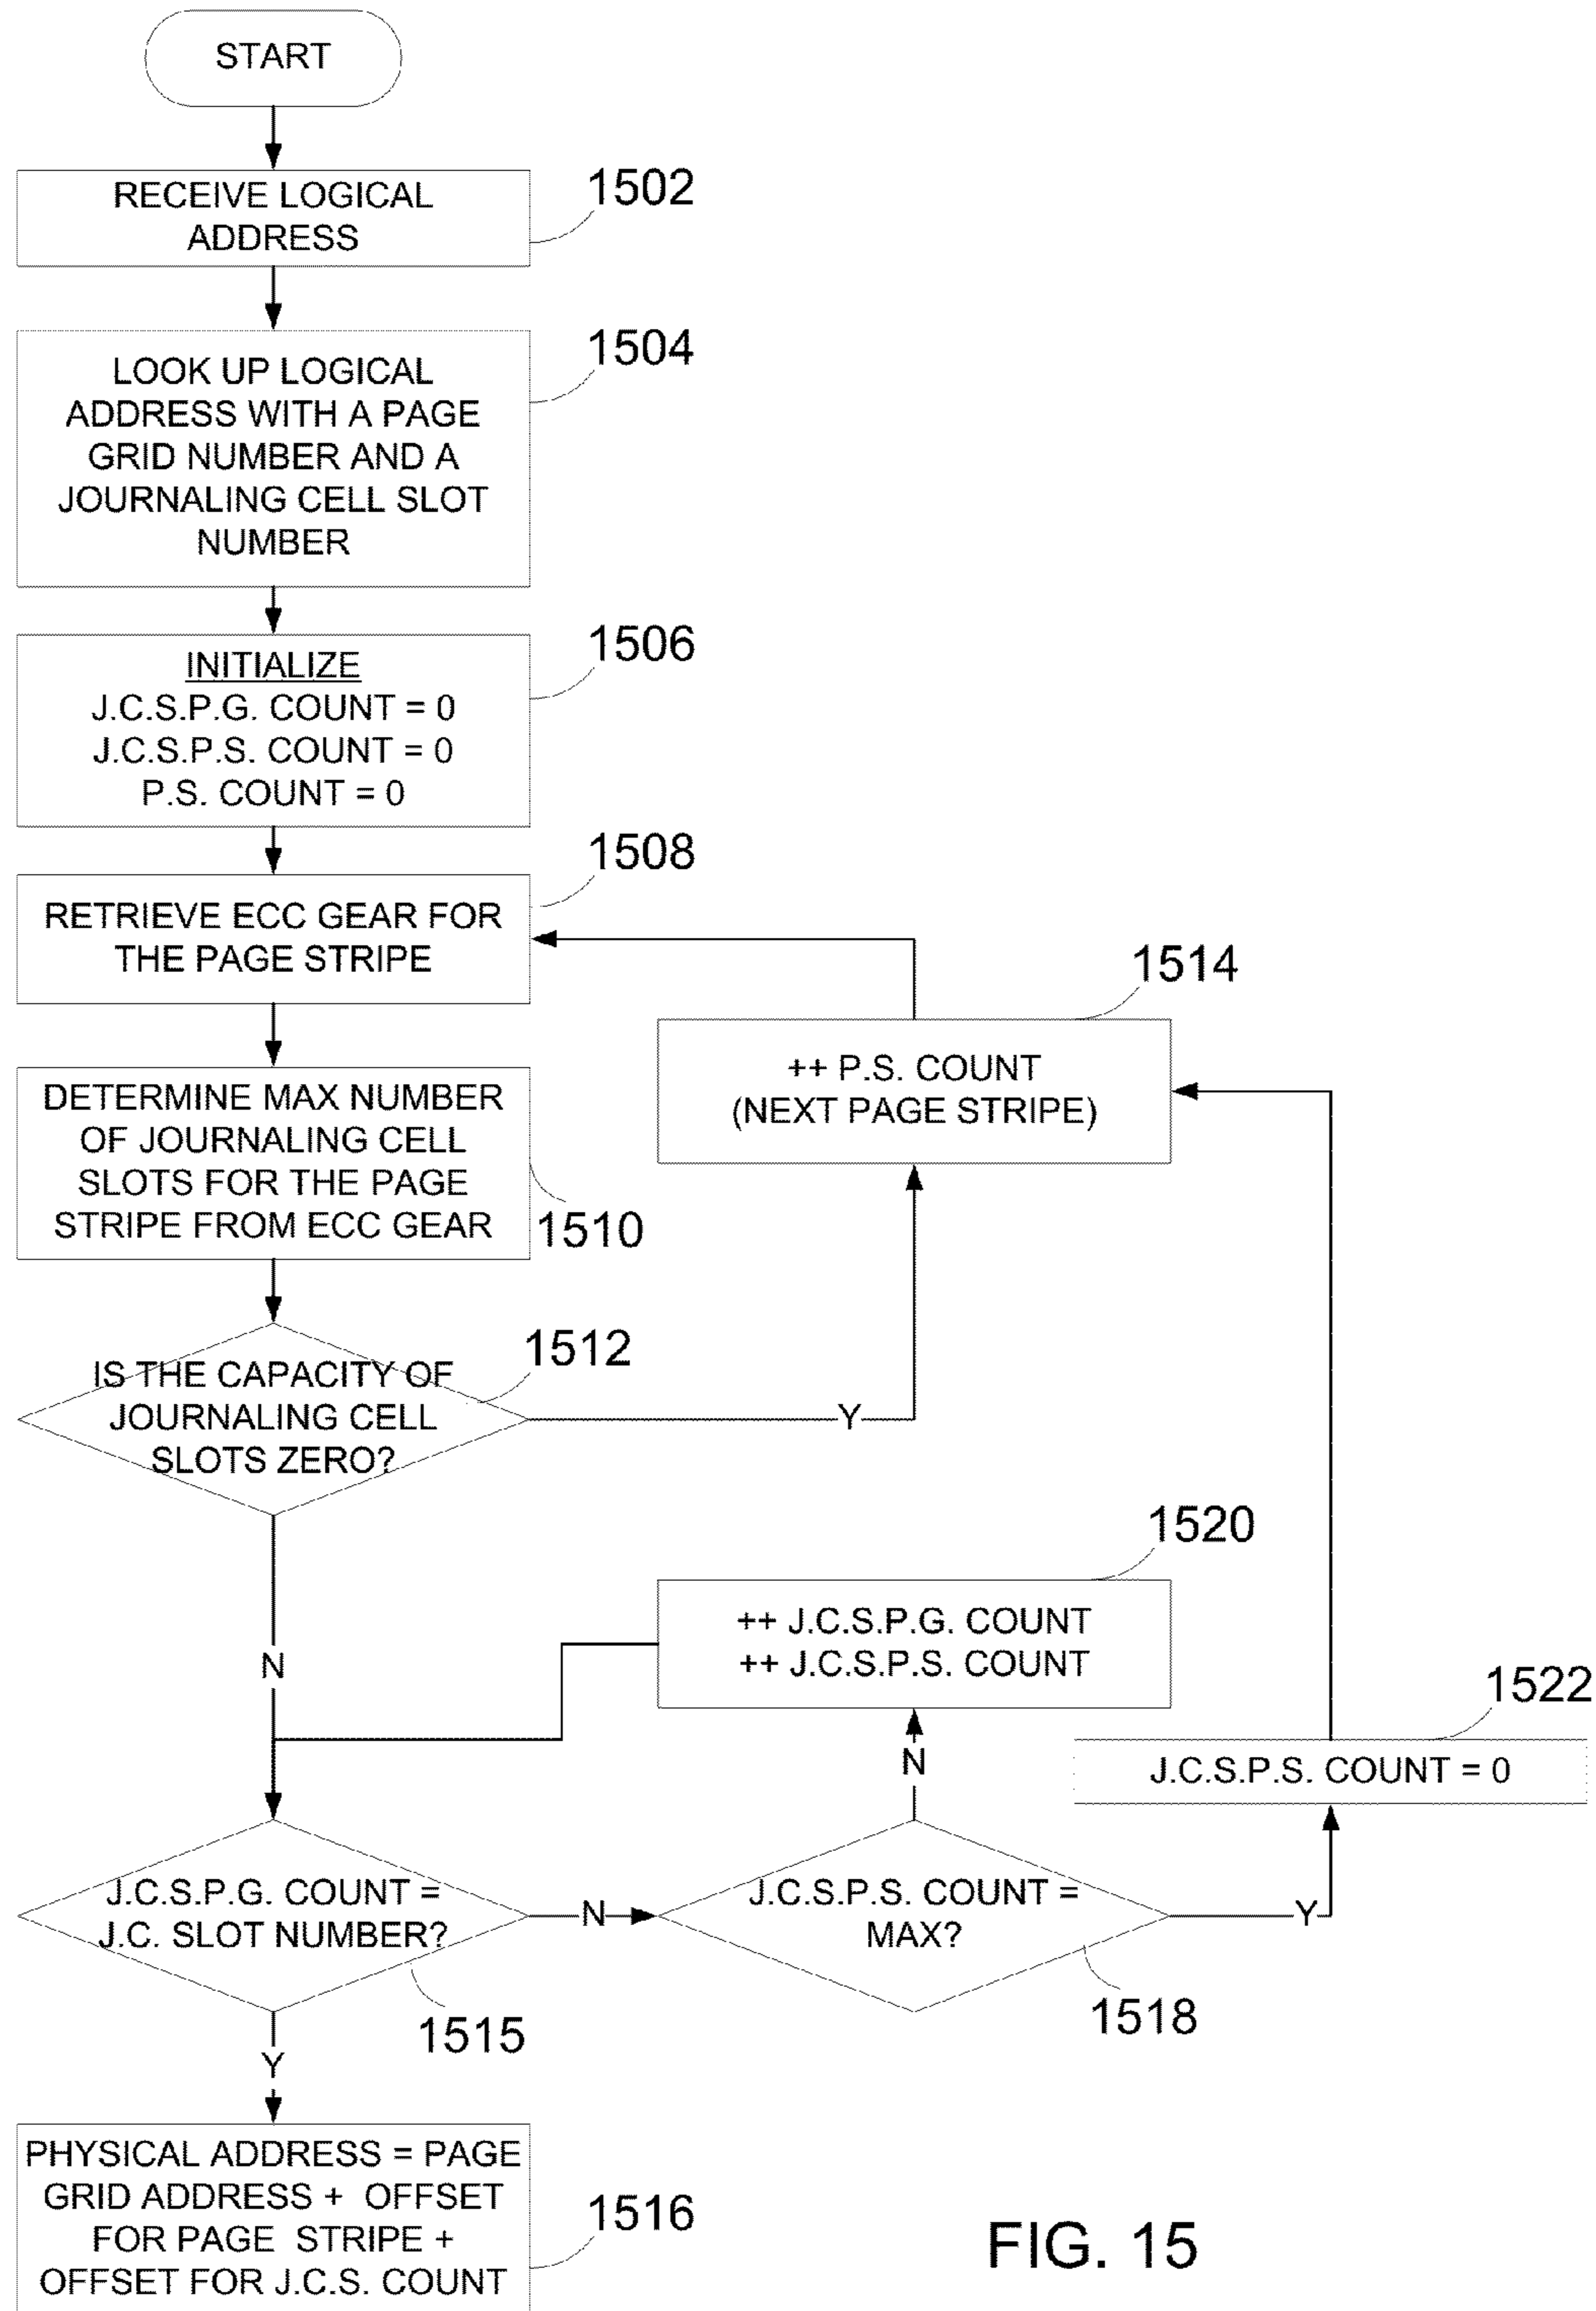 START
RECEIVE LOGICAL
ADDRESS
1502
LOOK UP LOGICAL
ADDRESS WITH A PAGE
GRID NUMBER AND A
JOURNALING CELL SLOT
NUMBER
1504
INITIALIZE
J.C.S.P.G. COUNT = 0
J.C.S.P.S. COUNT = 0
P.S. COUNT = 0
1506
RETRIEVE ECC GEAR FOR
THE PAGE STRIPE
1508
++ P.S. COUNT
(NEXT PAGE STRIPE)
1514
DETERMINE MAX NUMBER
OF JOURNALING CELL
SLOTS FOR THE PAGE
STRIPE FROM ECC GEAR
1510
IS THE CAPACITY OF
JOURNALING CELL
SLOTS ZERO?
1512
Y
N
++ J.C.S.P.G. COUNT
++ J.C.S.P.S. COUNT
1520
N
J.C.S.P.S. COUNT = 0
1522
J.C.S.P.G. COUNT =
J.C. SLOT NUMBER?
1515
N
J.C.S.P.S. COUNT =
MAX?
1518
Y
Y
PHYSICAL ADDRESS = PAGE
GRID ADDRESS + OFFSET
FOR PAGE STRIPE +
OFFSET FOR J.C.S. COUNT
1516
FIG. 15